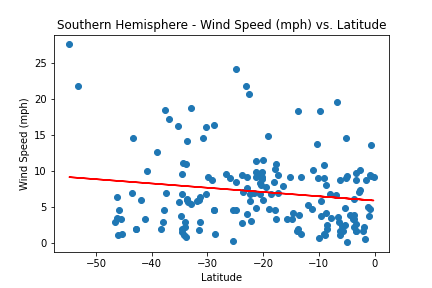 Southern Hemisphere - Wind Speed (mph) vs. Latitude
25
20
15
10
5
0
Wind Speed (mph)
−50 −40 −30 −20 −10 0
Latitude